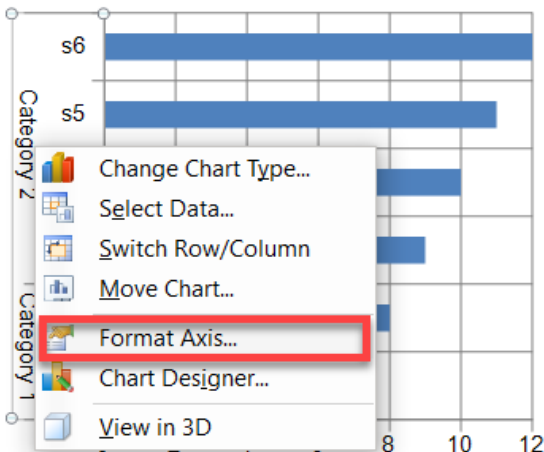 s6
s5
Category 2
Change Chart Type...
Select Data...
Switch Row/Column
Move Chart...
Format Axis...
Chart Designer...
View in 3D
Category 1
8 10 12